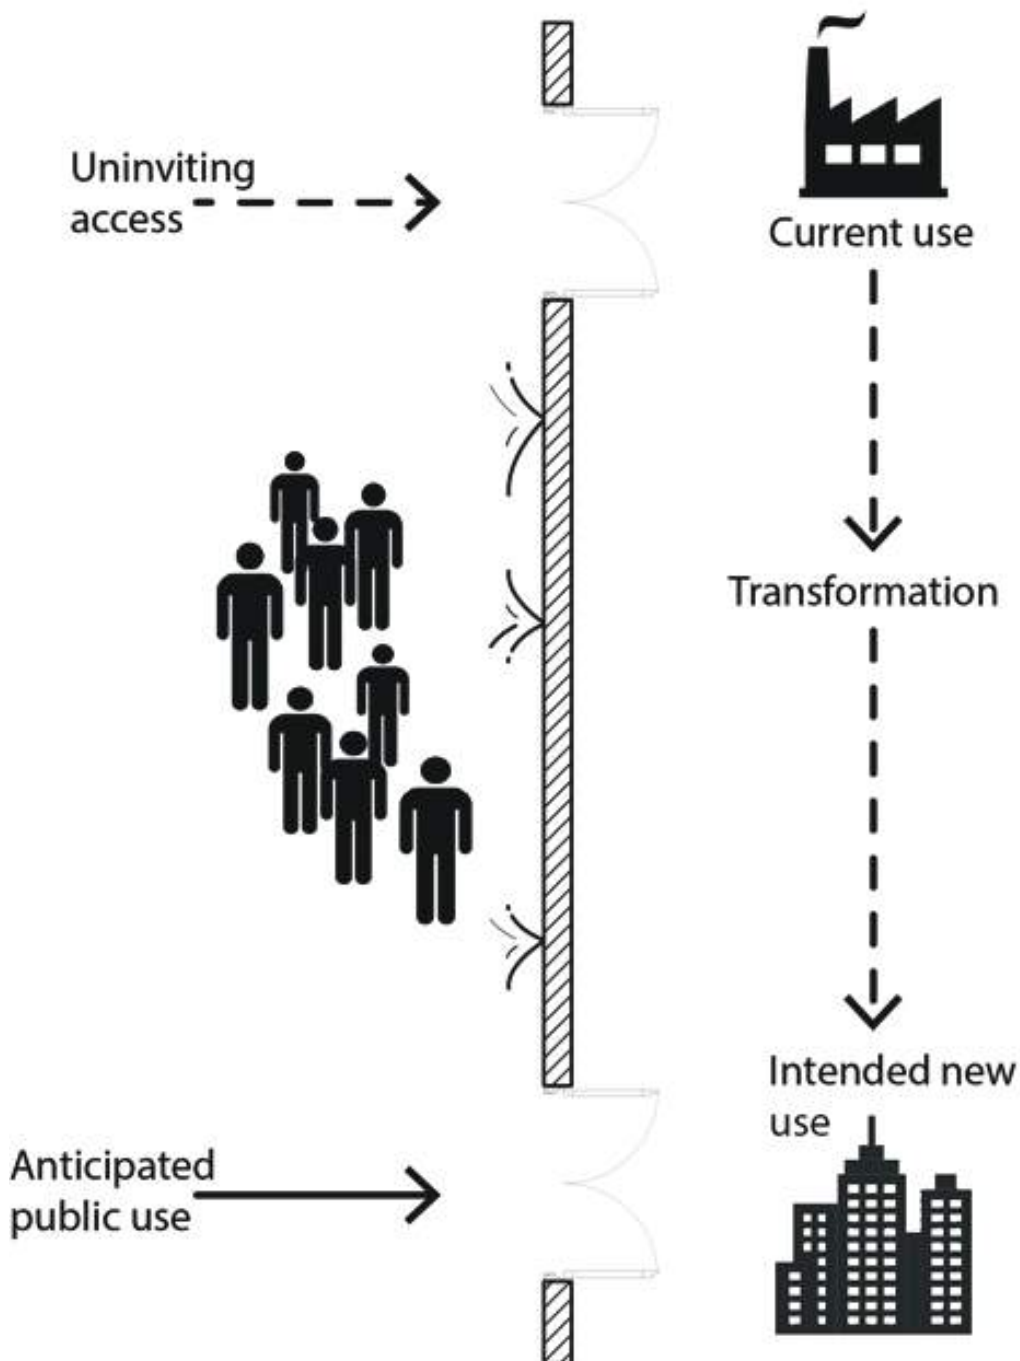 Uninviting
access
Current use
Transformation
Intended new
use
Anticipated
public use